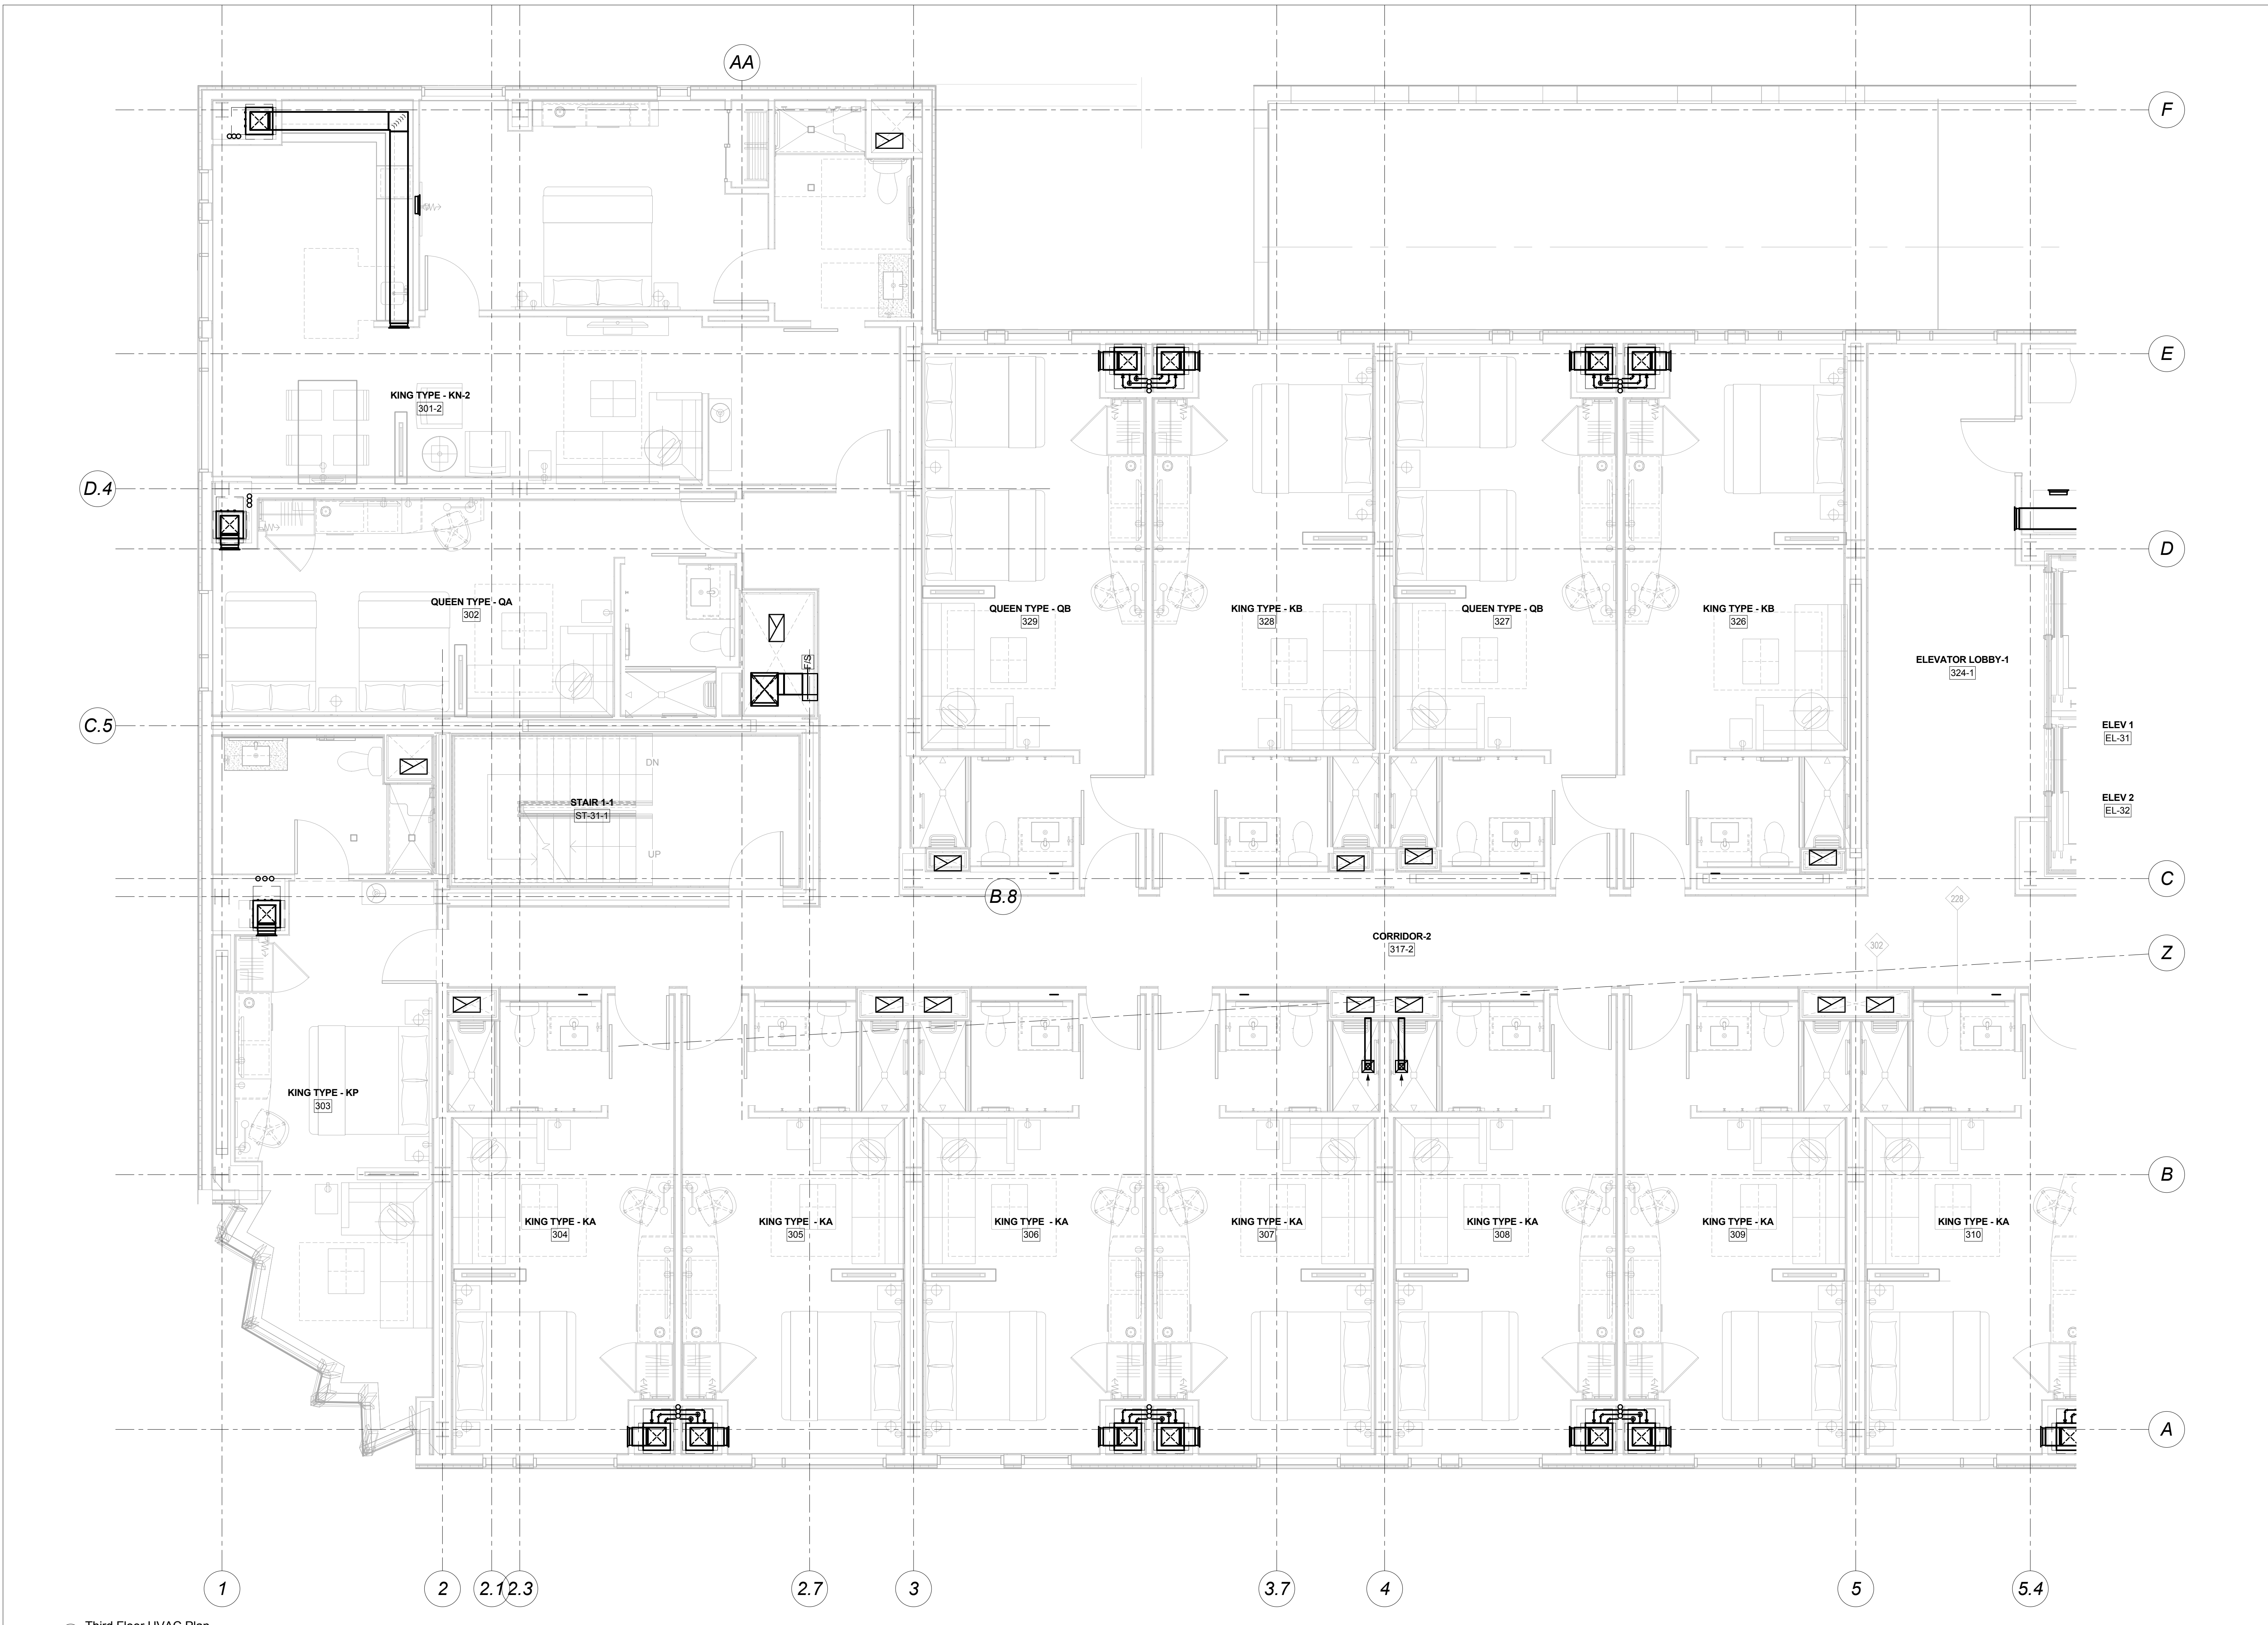 AA
F
E
KING TYPE - KN-2
301-2
D.4
D
QUEEN TYPE - QA
302
QUEEN TYPE - QB
329
KING TYPE - KB
328
QUEEN TYPE - QB
327
KING TYPE - KB
326
F/S
ELEVATOR LOBBY-1
324-1
C.5
ELEV 1
EL-31
DN
STAIR 1-1
ST-31-1
UP
ELEV 2
EL-32
C
B.8
228
CORRIDOR-2
317-2
302
Z
KING TYPE - KP
303
B
KING TYPE - KA
304
KING TYPE - KA
305
KING TYPE - KA
306
KING TYPE - KA
307
KING TYPE - KA
308
KING TYPE - KA
309
KING TYPE - KA
310
A
1
2
2.1
2.3
2.7
3
3.7
4
5
5.4
Third Floor HVAC Plan